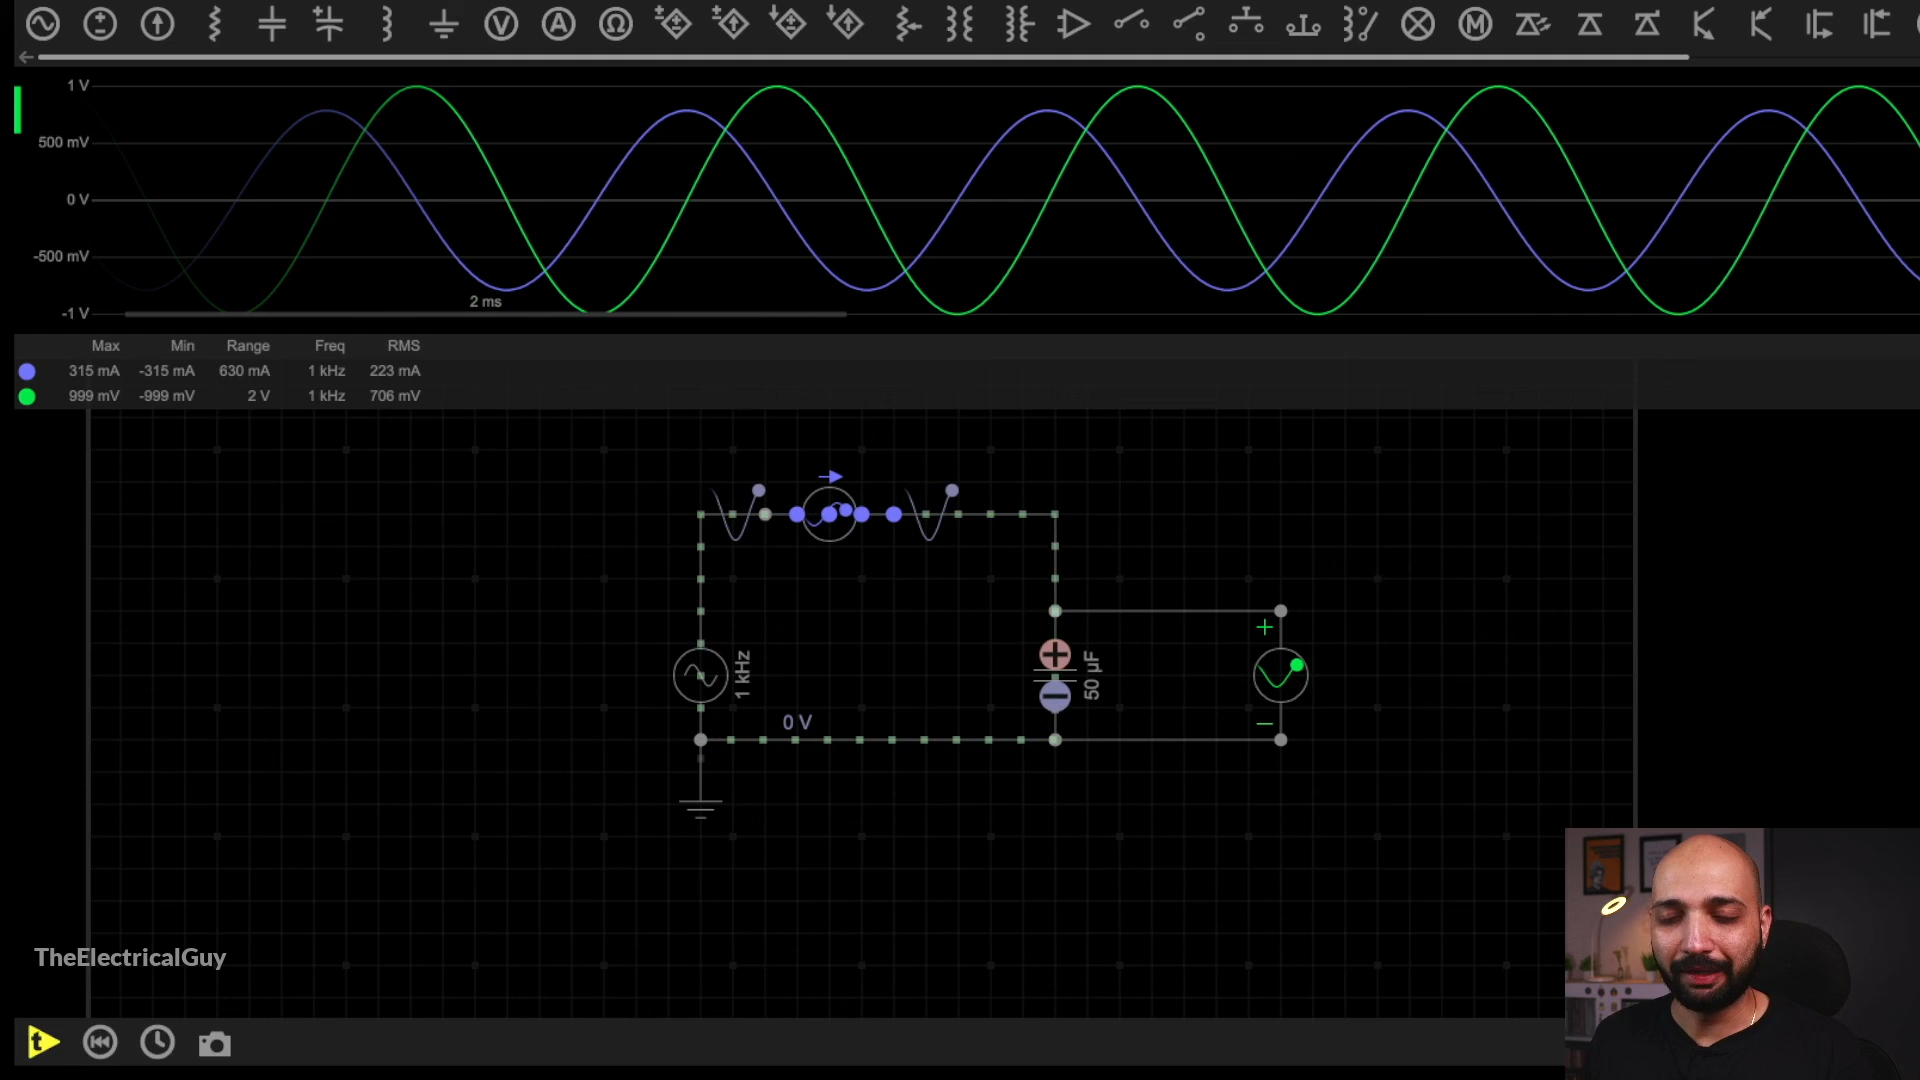 1 V
500 mV
0 V
-500 mV
2 ms
-1 V
Max Min Range Freq RMS
315 mA -315 mA 630 mA 1 kHz 223 mA
999 mV -999 mV 2 V 1 kHz 706 mV
1 kHz
50 µF
0 V
TheElectricalGuy